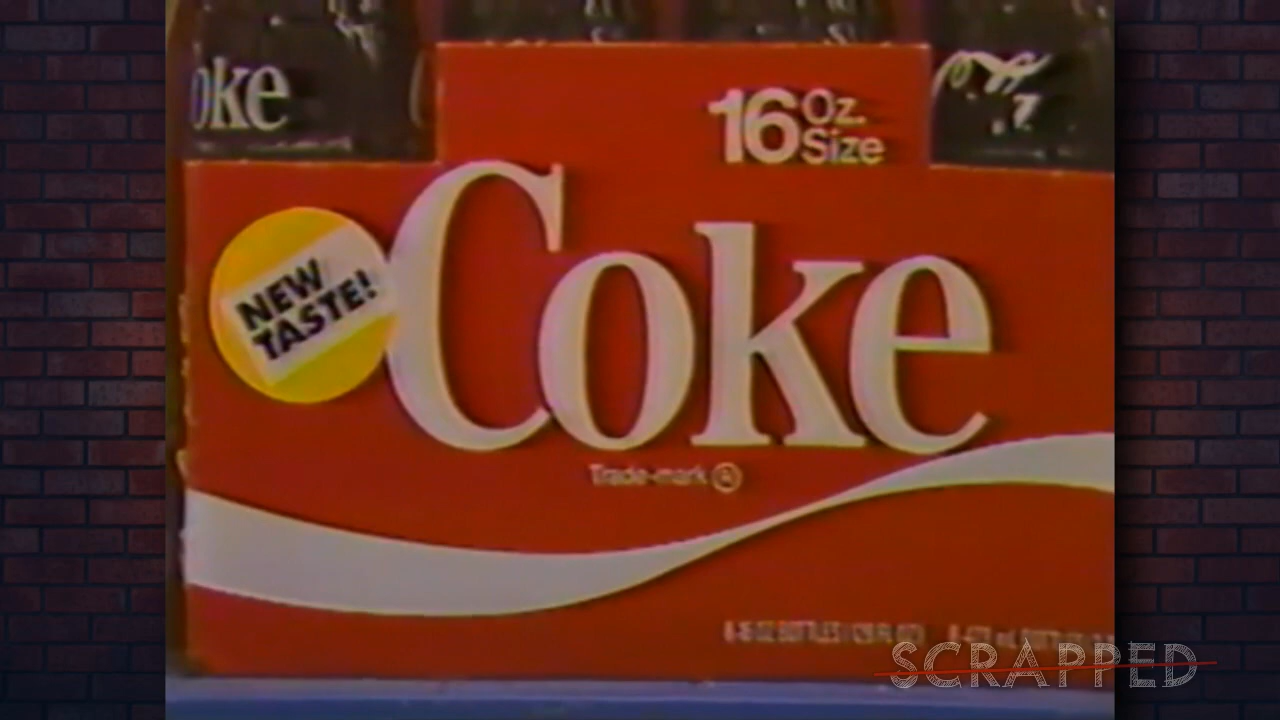 oke
16 Oz.
Size
NEW
TASTE!
Coke
Trade-mark ®
SCRAPPED